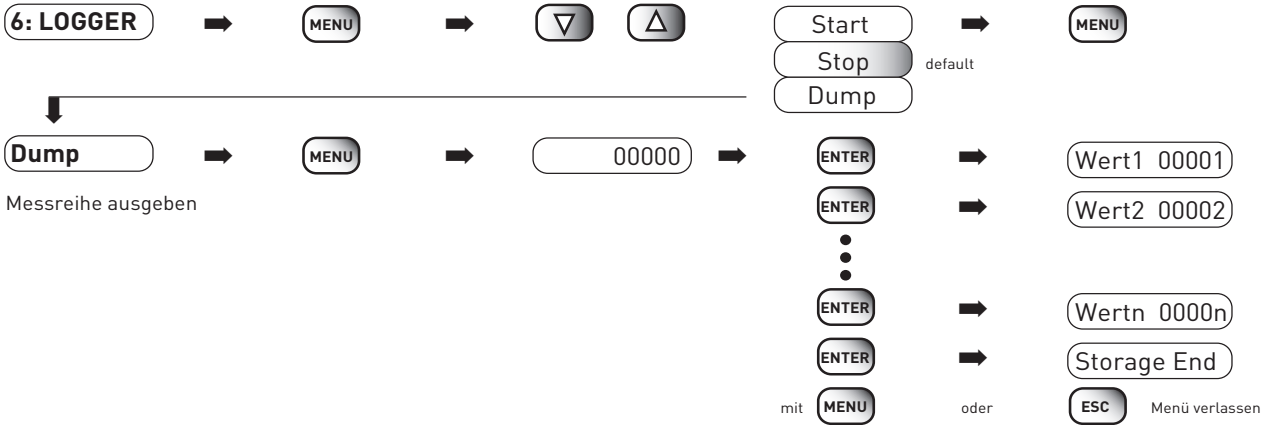 6: LOGGER MENU Start MENU
Stop default
Dump
Dump MENU 00000 ENTER Wert1 00001
Messreihe ausgeben ENTER Wert2 00002
ENTER Wertn 0000n
ENTER Storage End
mit MENU oder ESC Menü verlassen